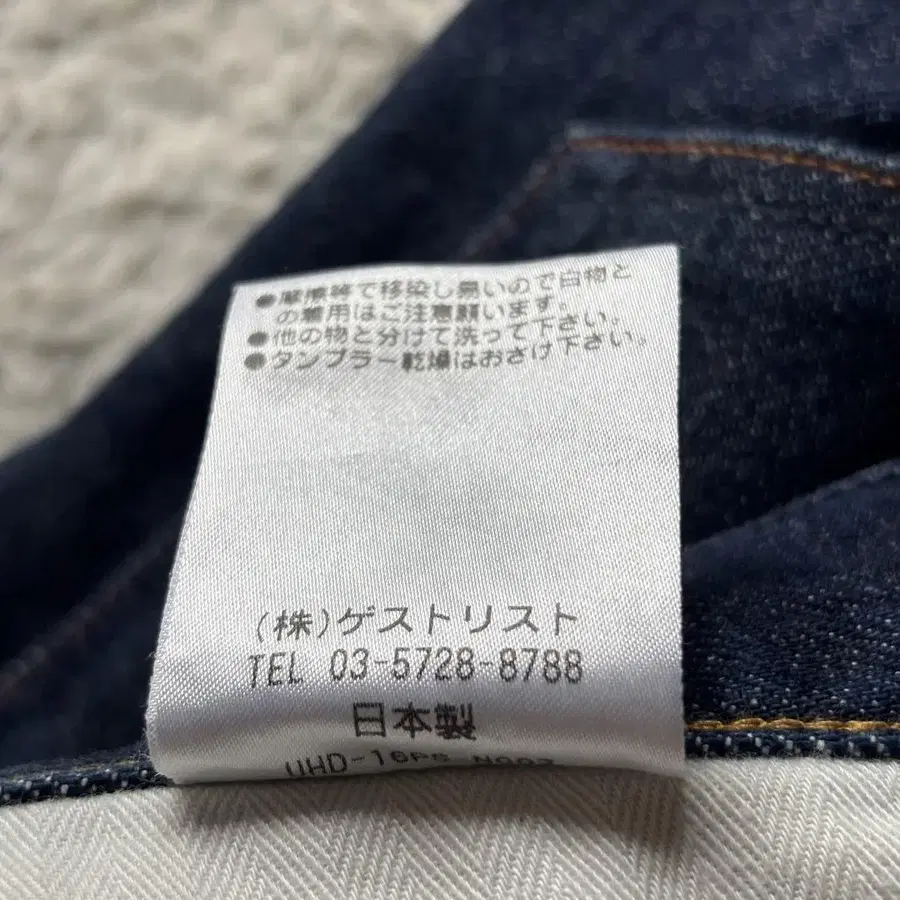 ●摩擦等で移染し易いので白物と
の着用はご注意願います。
●他の物と分けて洗って下さい。
●タンブラー乾燥はおさけ下さい。
(株)ゲストリスト
TEL 03-5728-8788
日本製